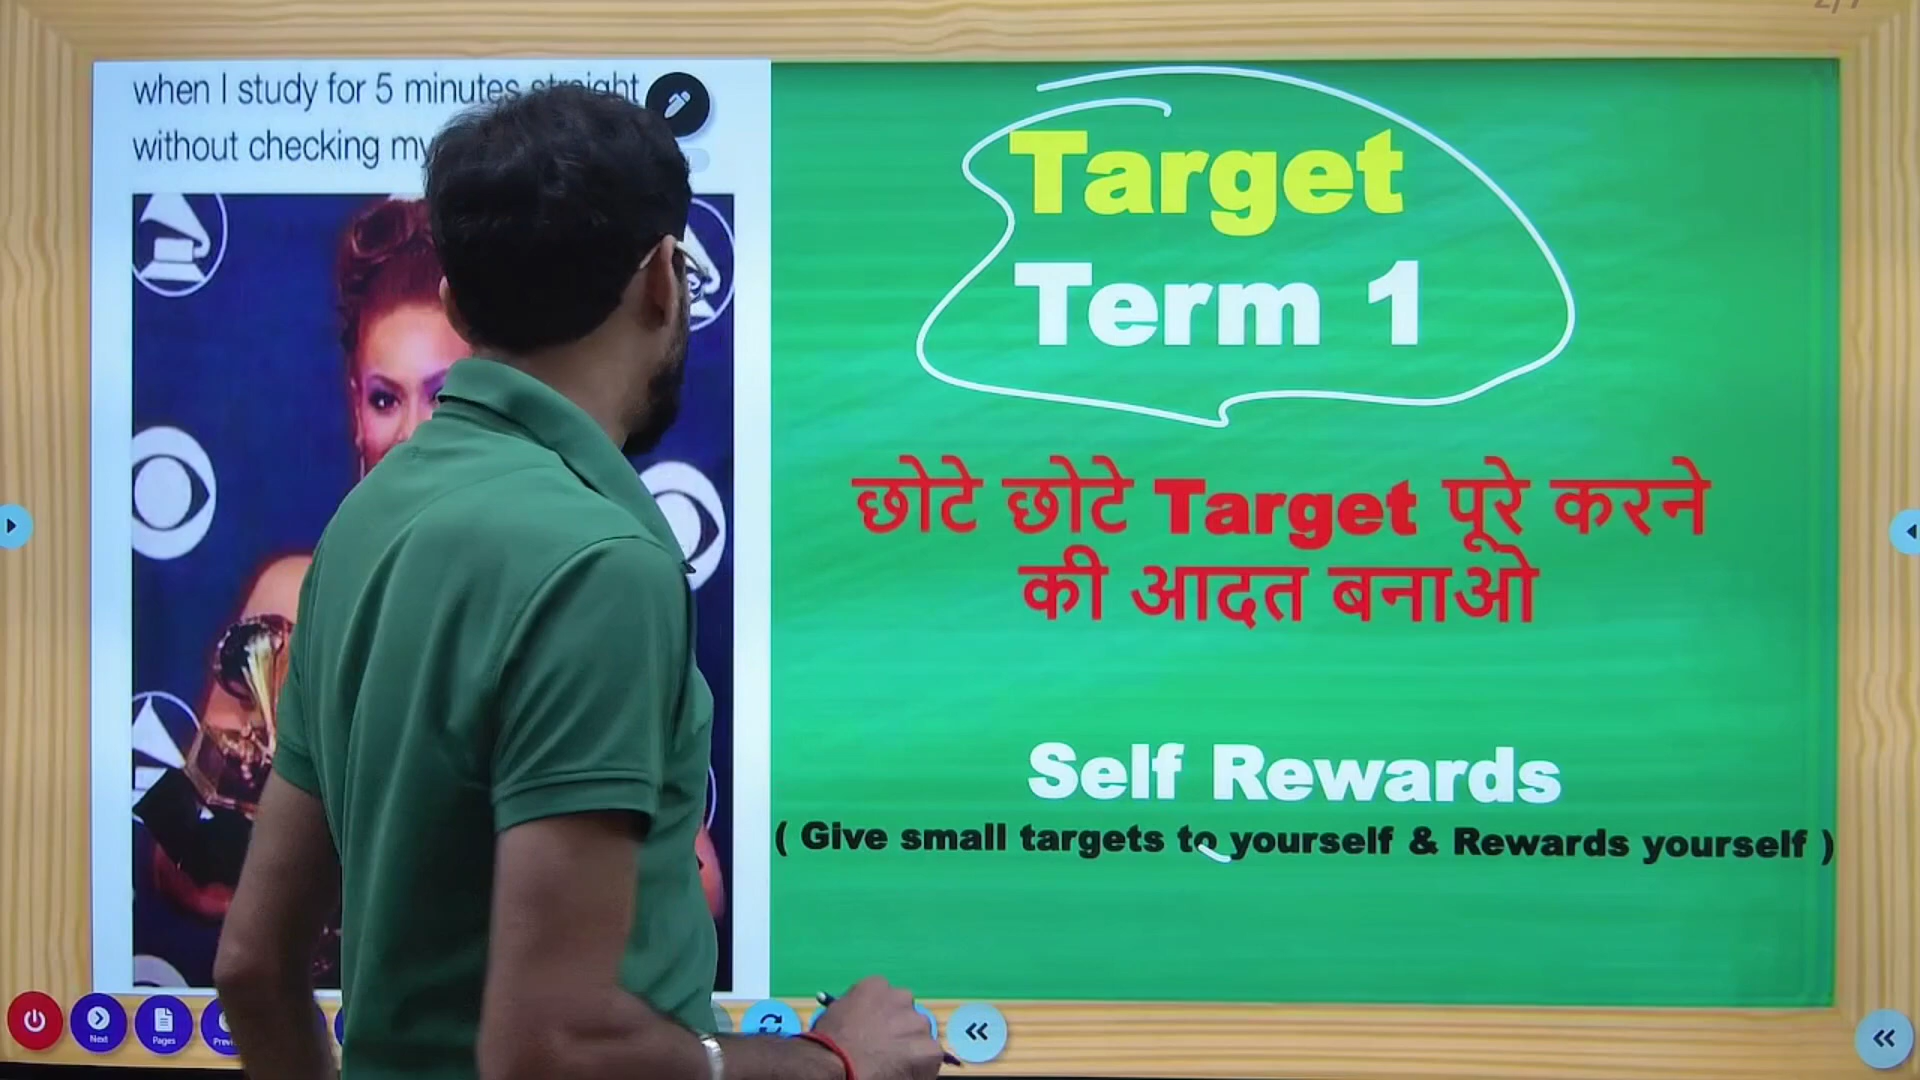 when I study for 5 minutes straight
without checking my
Target
Term 1
छोटे छोटे Target पूरे करने
की आदत बनाओ
Self Rewards
( Give small targets to yourself & Rewards yourself )
Next
Pages